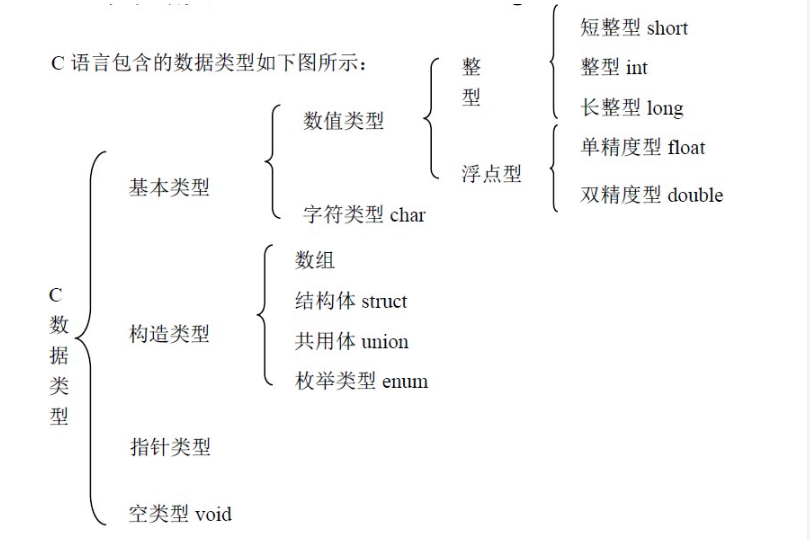 C 语言包含的数据类型如下图所示：
C数据类型
基本类型
数值类型
整型
短整型 short
整型 int
长整型 long
浮点型
单精度型 float
双精度型 double
字符类型 char
构造类型
数组
结构体 struct
共用体 union
枚举类型 enum
指针类型
空类型 void